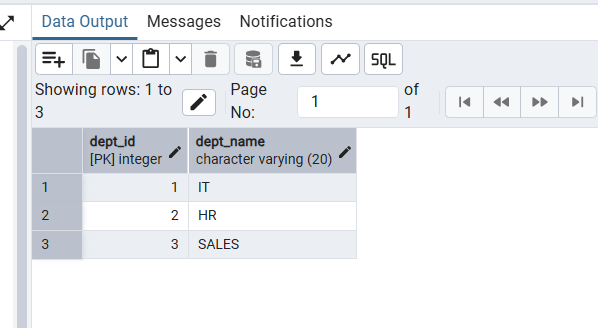 Data Output Messages Notifications
SQL
Showing rows: 1 to 3
Page No: 1 of 1
dept_id dept_name
[PK] integer character varying (20)
1 1 IT
2 2 HR
3 3 SALES